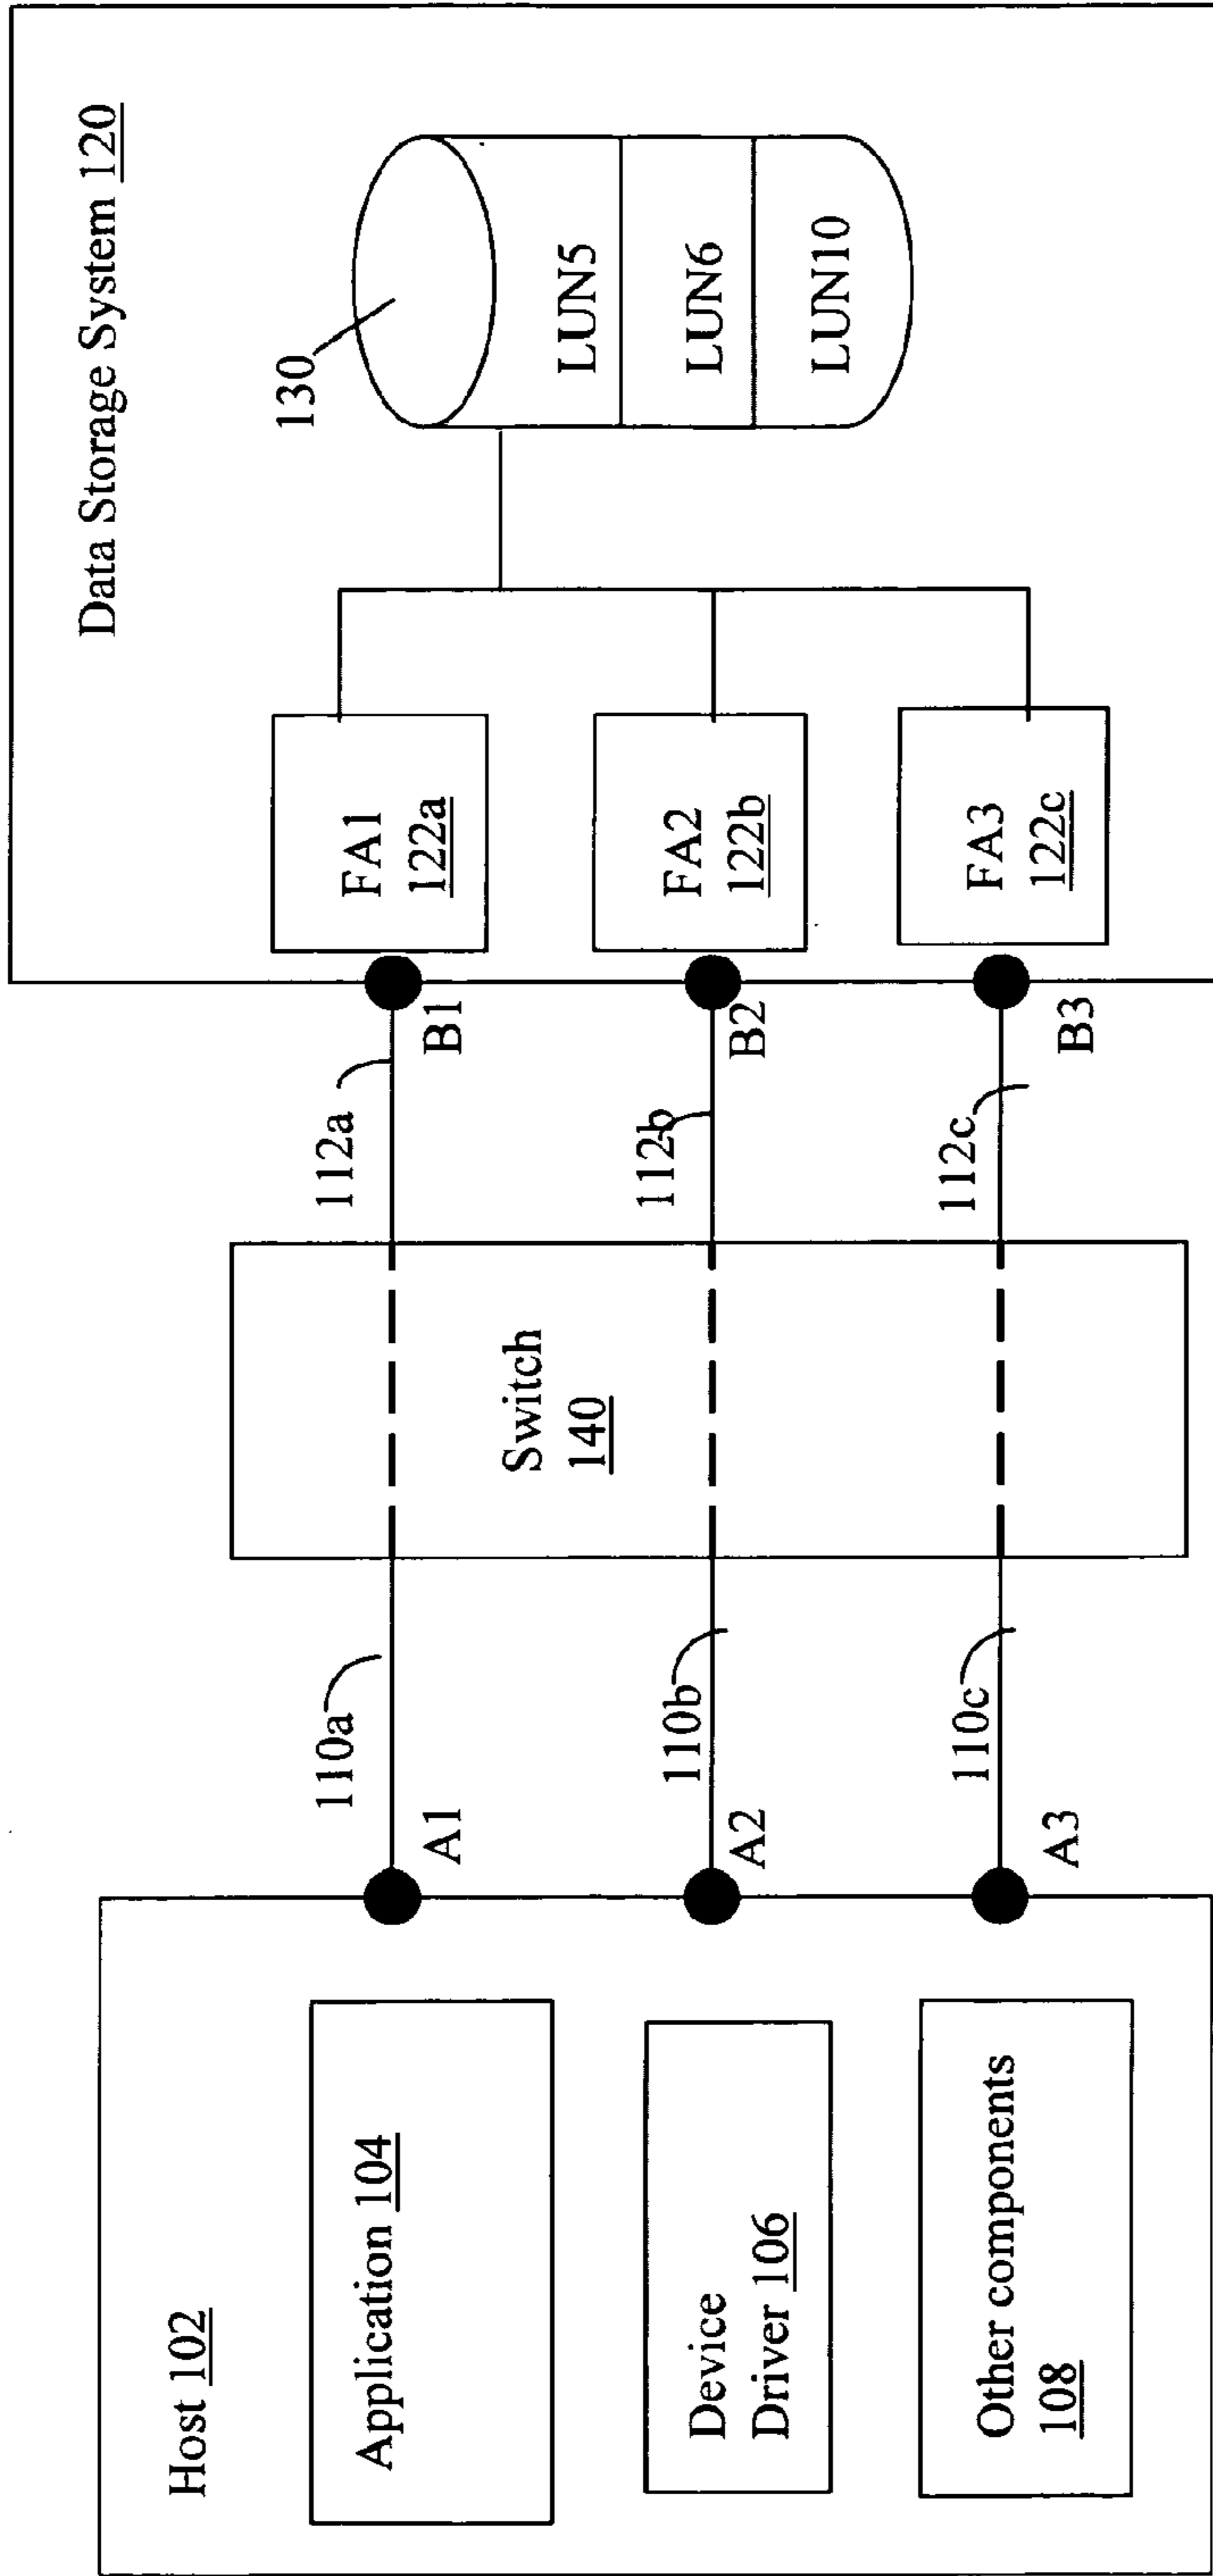 Host 102
Application 104
Device
Driver 106
Other components
108
A1
A2
A3
110a
110b
110c
Switch
140
112a
112b
112c
B1
B2
B3
Data Storage System 120
FA1
122a
FA2
122b
FA3
122c
130
LUN5
LUN6
LUN10